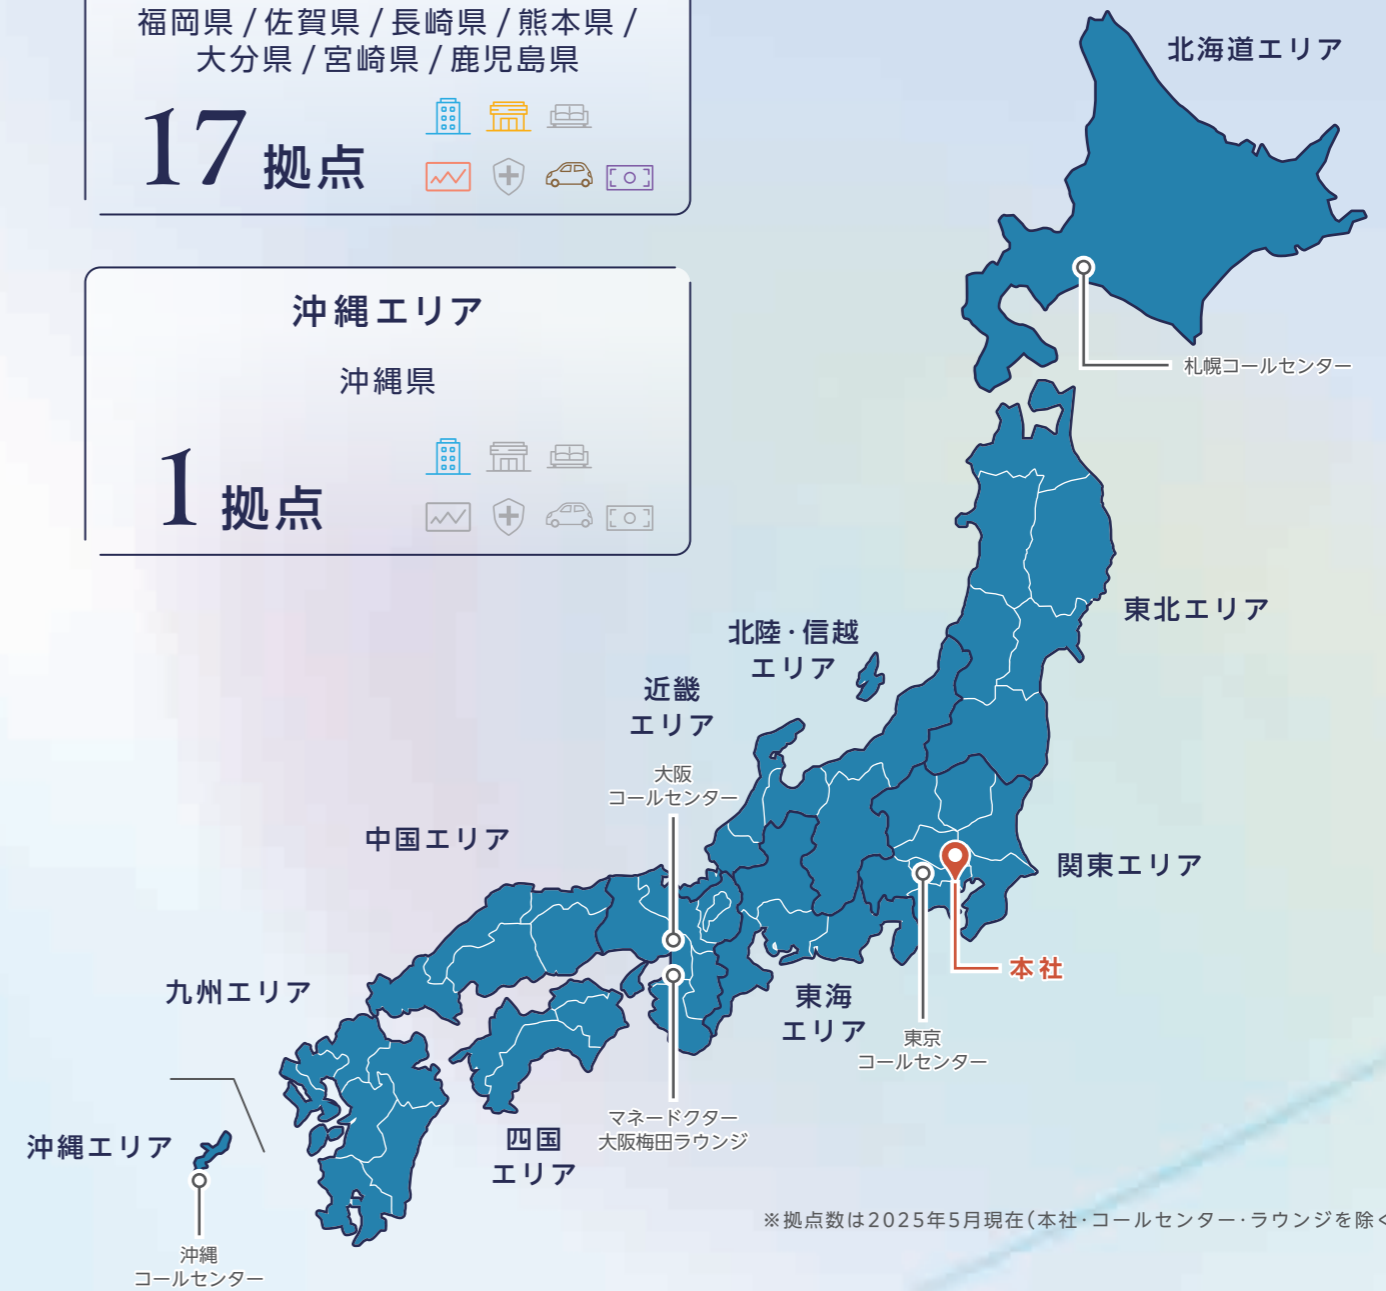 福岡県 / 佐賀県 / 長崎県 / 熊本県 /
大分県 / 宮崎県 / 鹿児島県
17 拠点
沖縄エリア
沖縄県
1 拠点
北海道エリア
札幌コールセンター
東北エリア
北陸・信越
エリア
近畿
エリア
大阪
コールセンター
中国エリア
関東エリア
本社
九州エリア
東海
エリア
東京
コールセンター
マネードクター
大阪梅田ラウンジ
四国
エリア
沖縄エリア
沖縄
コールセンター
※拠点数は2025年5月現在(本社・コールセンター・ラウンジを除く